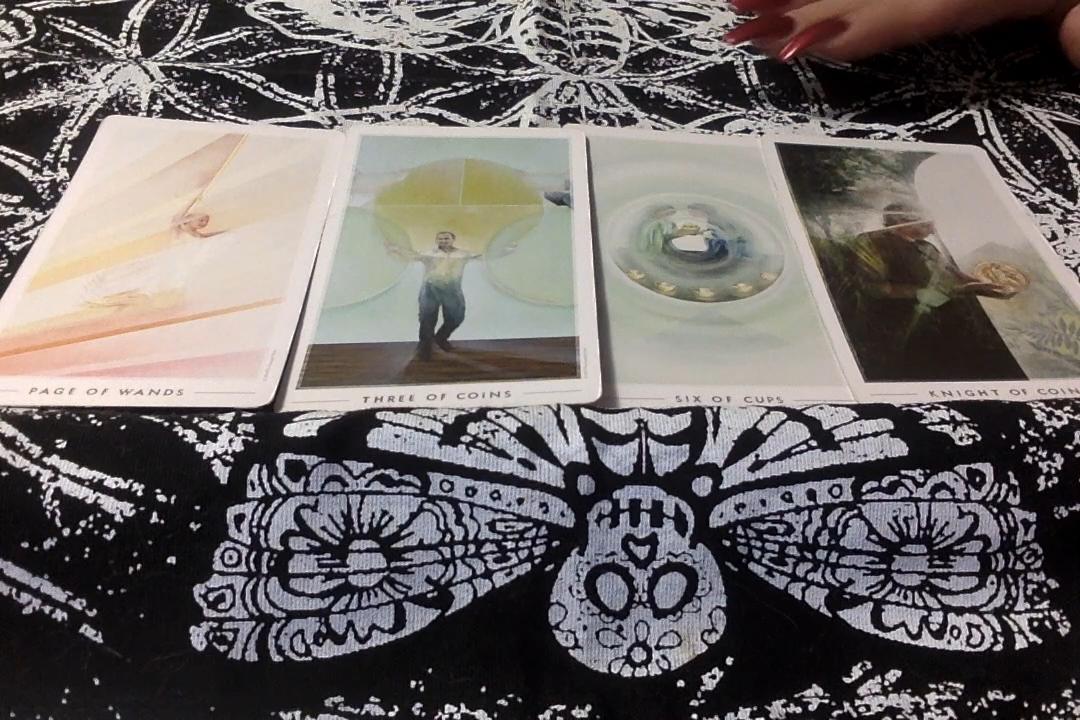 PAGE OF WANDS
THREE OF COINS
SIX OF CUPS
KNIGHT OF COIN